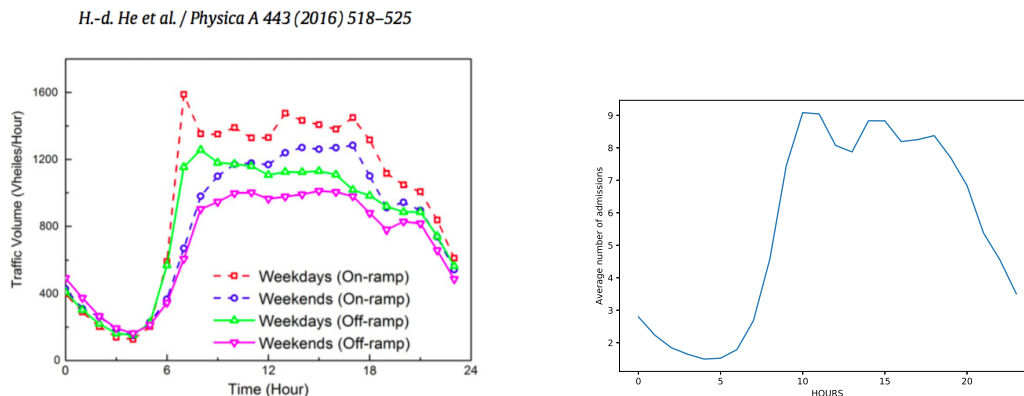 H.-d. He et al. / Physica A 443 (2016) 518–525
Traffic Volume (Vheiles/Hour)
1600
1200
800
400
0
Weekdays (On-ramp)
Weekends (On-ramp)
Weekdays (Off-ramp)
Weekends (Off-ramp)
0 6 12 18 24
Time (Hour)
Average number of admissions
9
8
7
6
5
4
3
2
0 5 10 15 20
HOURS